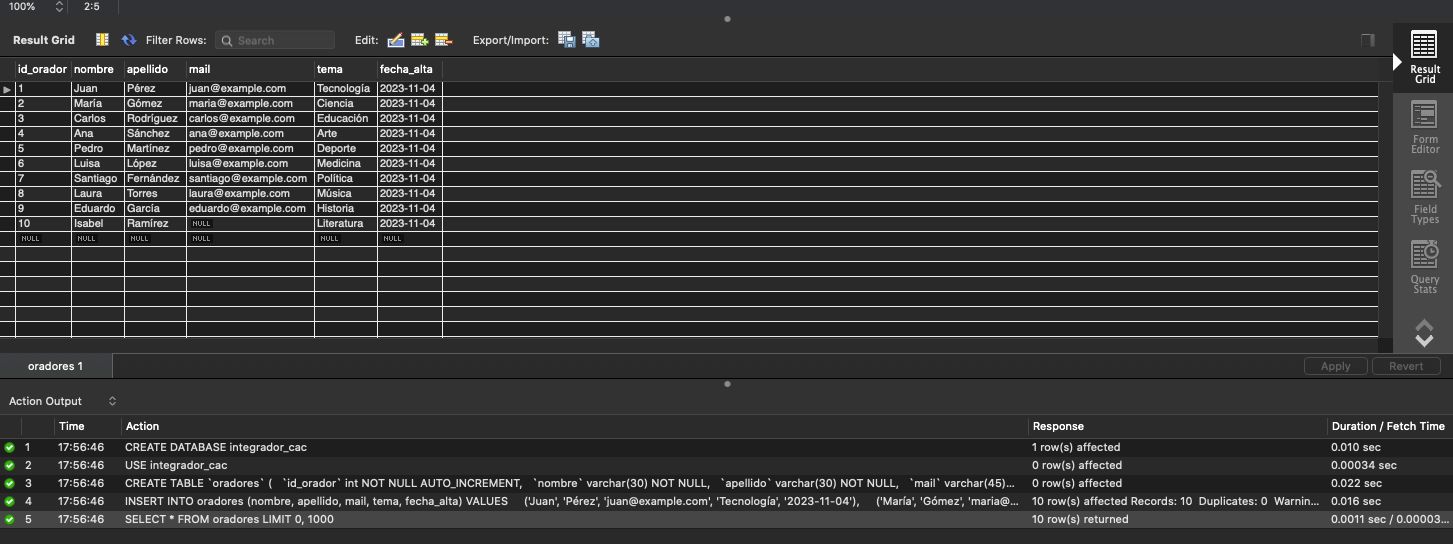 100% 2:5
Result Grid Filter Rows: Search Edit: Export/Import:
id_orador nombre apellido mail tema fecha_alta
1 Juan Pérez juan@example.com Tecnología 2023-11-04
2 María Gómez maria@example.com Ciencia 2023-11-04
3 Carlos Rodríguez carlos@example.com Educación 2023-11-04
4 Ana Sánchez ana@example.com Arte 2023-11-04
5 Pedro Martínez pedro@example.com Deporte 2023-11-04
6 Luisa López luisa@example.com Medicina 2023-11-04
7 Santiago Fernández santiago@example.com Política 2023-11-04
8 Laura Torres laura@example.com Música 2023-11-04
9 Eduardo García eduardo@example.com Historia 2023-11-04
10 Isabel Ramírez NULL Literatura 2023-11-04
NULL NULL NULL NULL NULL NULL
Result
Grid
Form
Editor
Field
Types
Query
Stats
oradores 1 Apply Revert
Action Output
Time Action Response Duration / Fetch Time
1 17:56:46 CREATE DATABASE integrador_cac 1 row(s) affected 0.010 sec
2 17:56:46 USE integrador_cac 0 row(s) affected 0.00034 sec
3 17:56:46 CREATE TABLE `oradores` ( `id_orador` int NOT NULL AUTO_INCREMENT, `nombre` varchar(30) NOT NULL, `apellido` varchar(30) NOT NULL, `mail` varchar(45)... 0 row(s) affected 0.022 sec
4 17:56:46 INSERT INTO oradores (nombre, apellido, mail, tema, fecha_alta) VALUES ('Juan', 'Pérez', 'juan@example.com', 'Tecnología', '2023-11-04'), ('María', 'Gómez', 'maria@... 10 row(s) affected Records: 10 Duplicates: 0 Warnin... 0.016 sec
5 17:56:46 SELECT * FROM oradores LIMIT 0, 1000 10 row(s) returned 0.0011 sec / 0.00003...